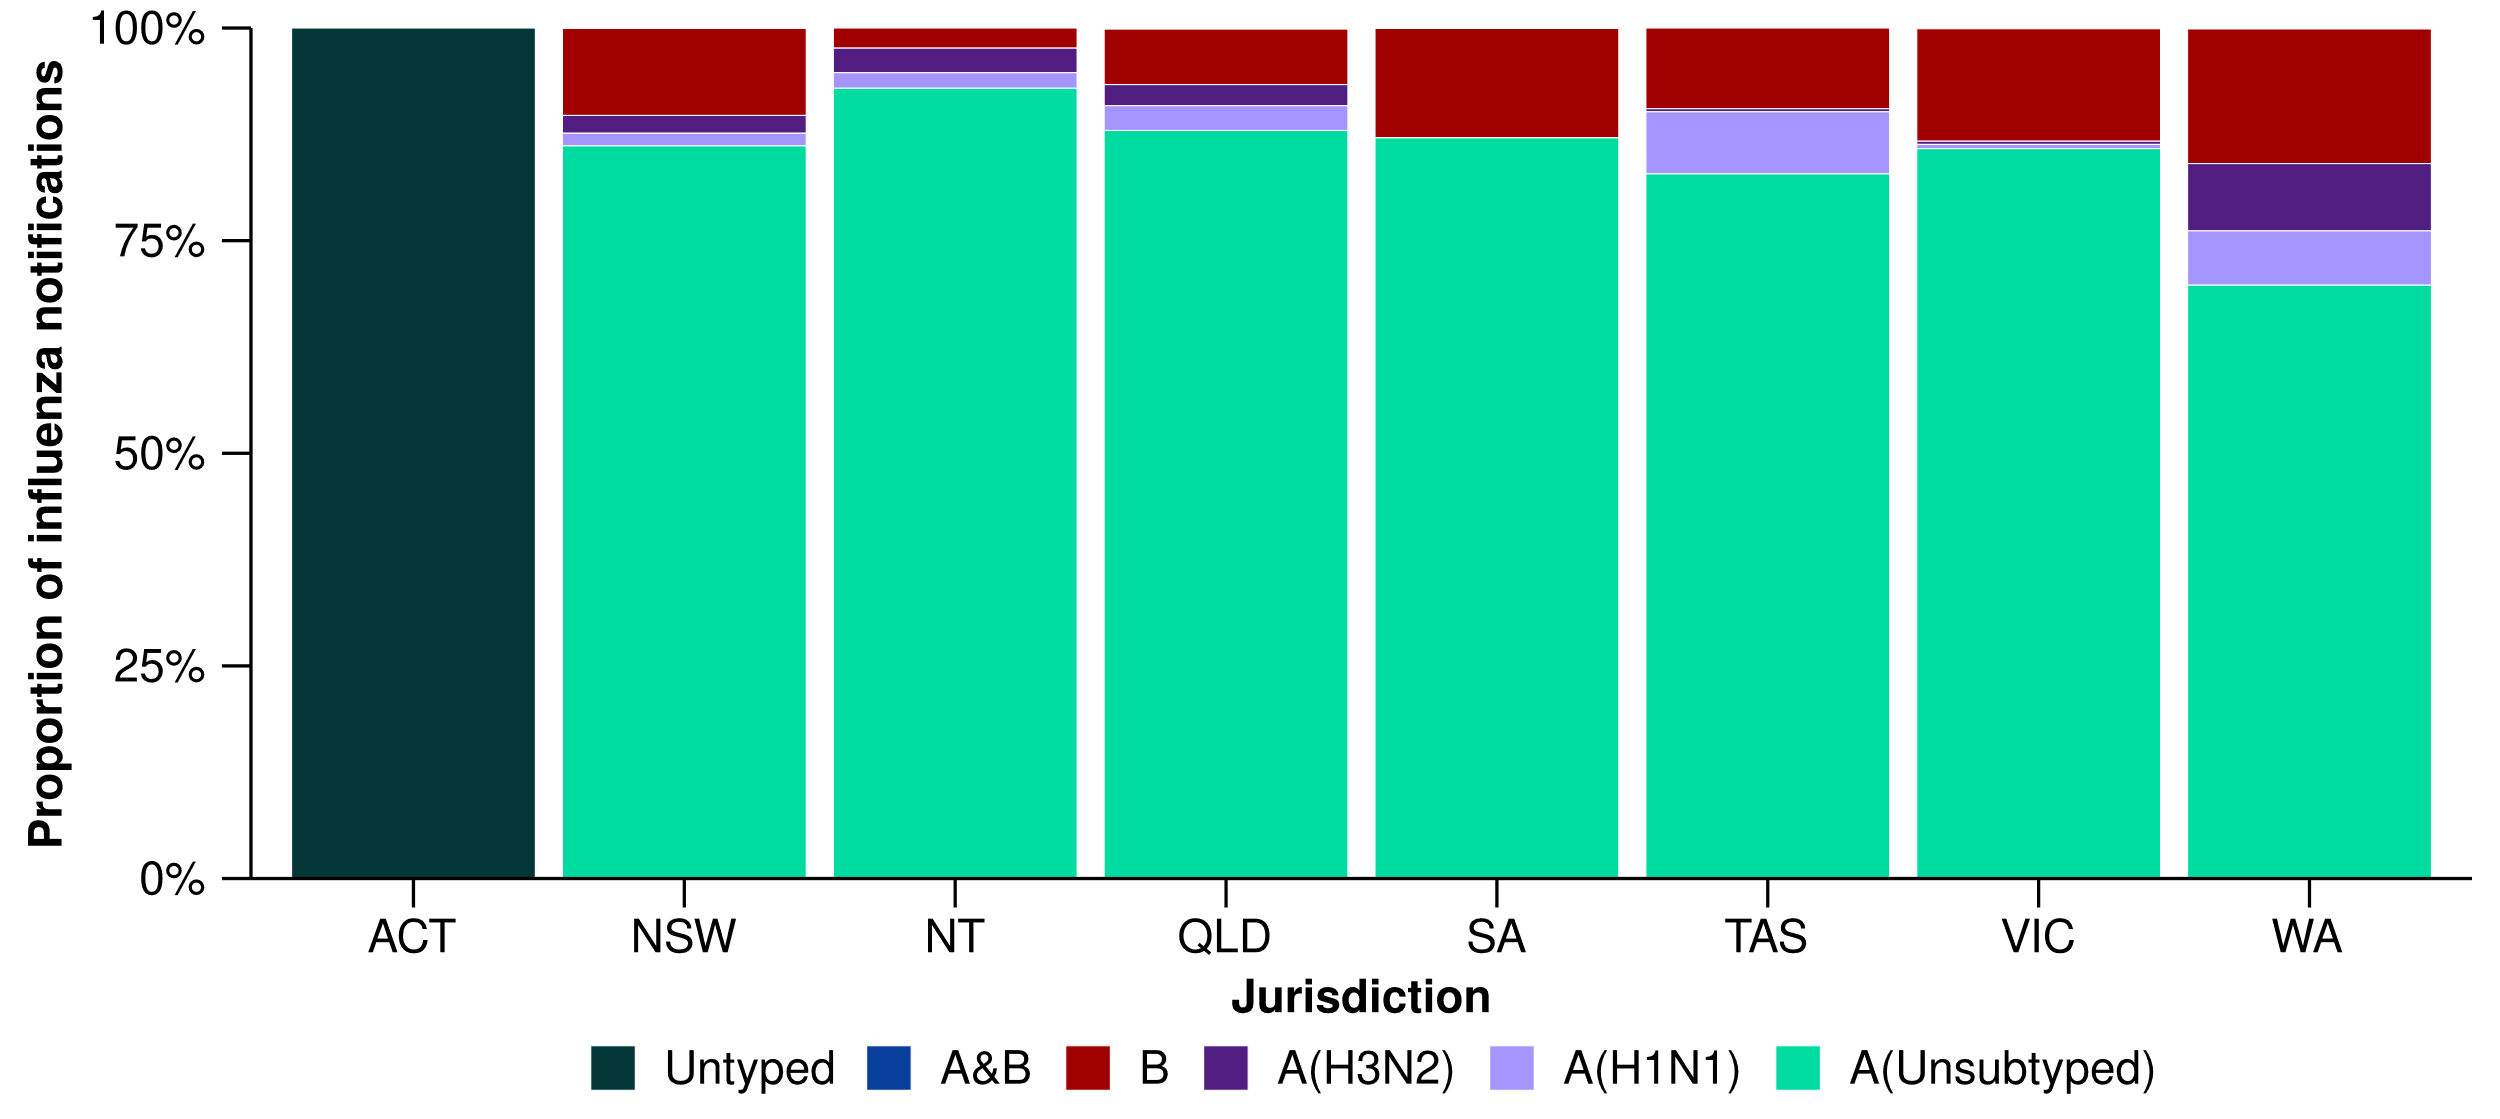 Proportion of influenza notifications
100%
75%
50%
25%
0%
ACT NSW NT QLD SA TAS VIC WA
Jurisdiction
Untyped A&B B A(H3N2) A(H1N1) A(Unsubtyped)